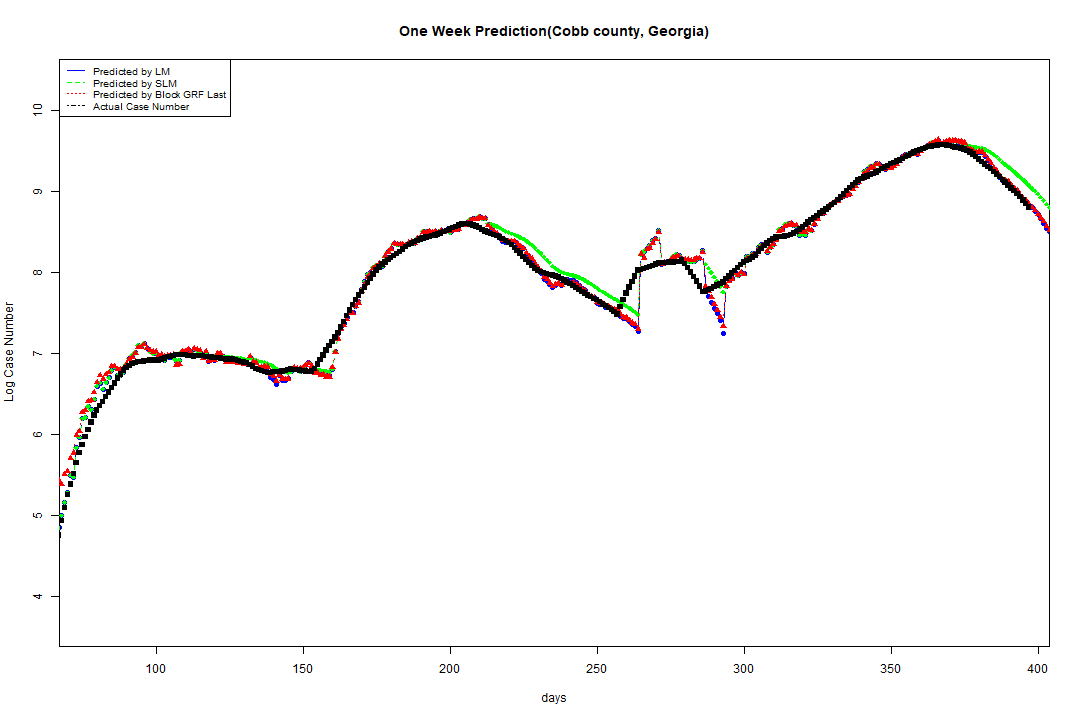 One Week Prediction(Cobb county, Georgia)
Predicted by LM
Predicted by SLM
Predicted by Block GRF Last
Actual Case Number
10
9
8
7
6
5
4
Log Case Number
100 150 200 250 300 350 400
days